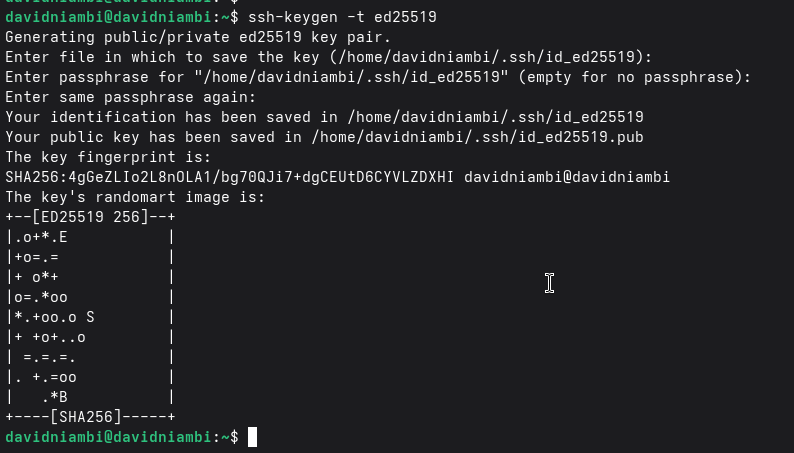 davidniambi@davidniambi:~$ ssh-keygen -t ed25519
Generating public/private ed25519 key pair.
Enter file in which to save the key (/home/davidniambi/.ssh/id_ed25519):
Enter passphrase for "/home/davidniambi/.ssh/id_ed25519" (empty for no passphrase):
Enter same passphrase again:
Your identification has been saved in /home/davidniambi/.ssh/id_ed25519
Your public key has been saved in /home/davidniambi/.ssh/id_ed25519.pub
The key fingerprint is:
SHA256:4gGeZLIo2L8nOLA1/bg70QJi7+dgCEUtD6CYVLZDXHI davidniambi@davidniambi
The key's randomart image is:
+--[ED25519 256]--+
|.o+*.E           |
|+o=.=            |
|+ o*+            |
|o=.*oo           |
|*.+oo.o S        |
|+ +o+..o         |
| =.=.=.          |
|. +.=oo          |
|   .*B           |
+----[SHA256]-----+
davidniambi@davidniambi:~$